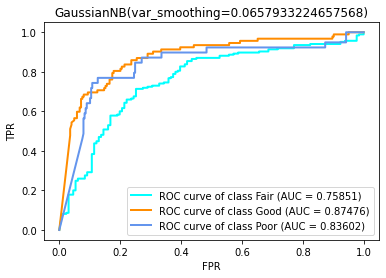 GaussianNB(var_smoothing=0.0657933224657568)
1.0
0.8
0.6
0.4
0.2
0.0
TPR
ROC curve of class Fair (AUC = 0.75851)
ROC curve of class Good (AUC = 0.87476)
ROC curve of class Poor (AUC = 0.83602)
0.0 0.2 0.4 0.6 0.8 1.0
FPR